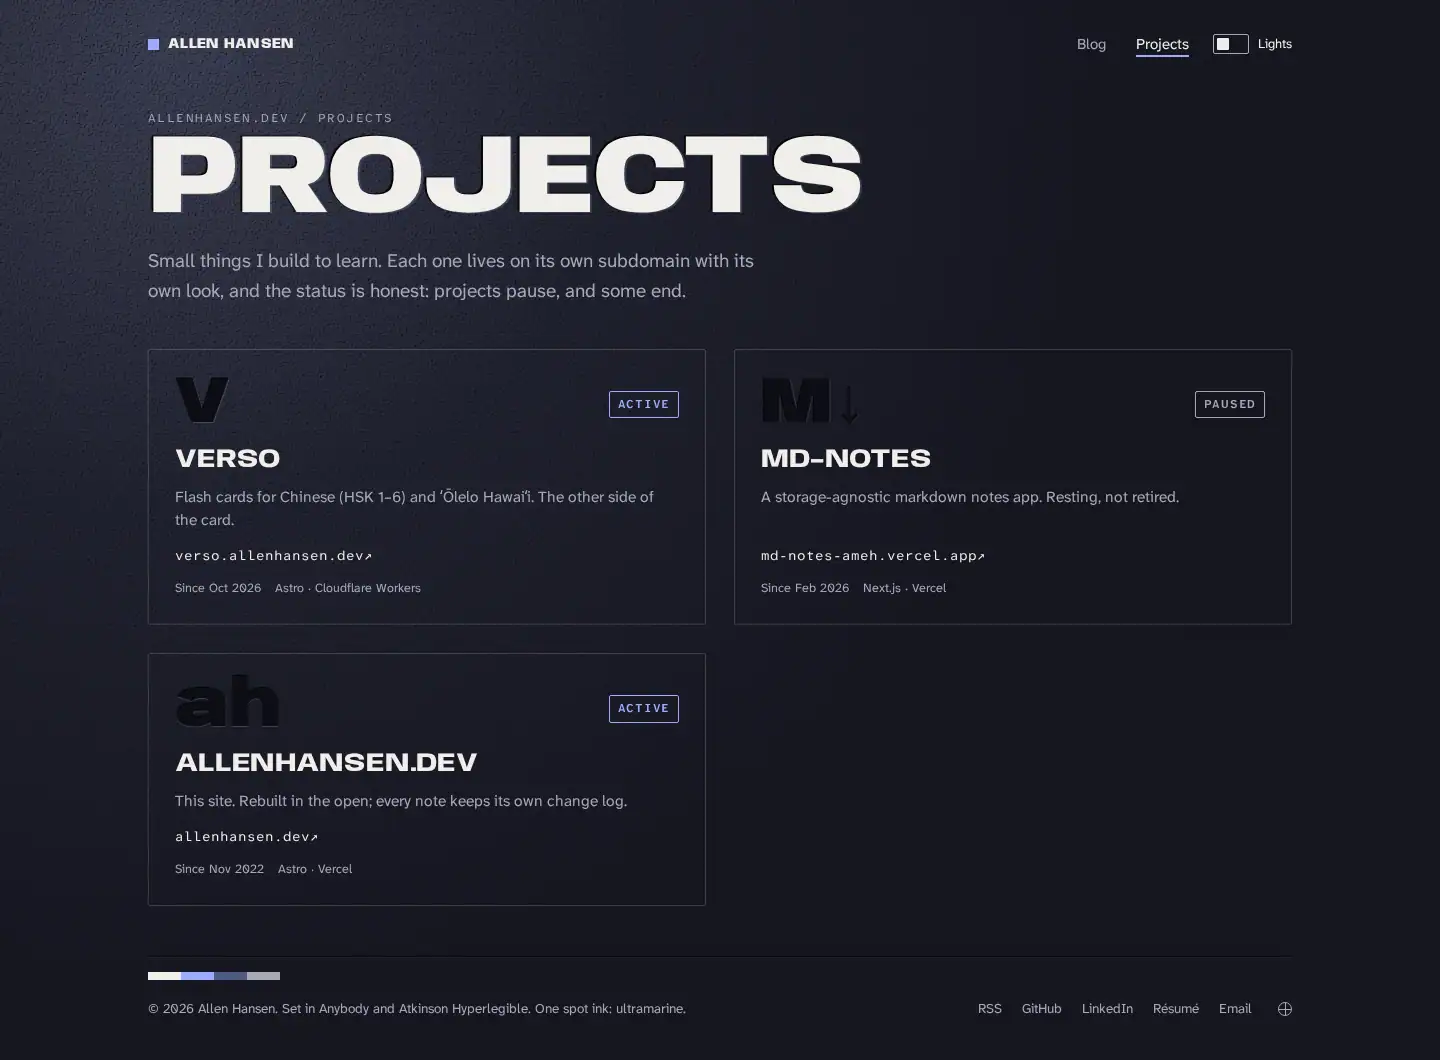 ALLEN HANSEN
Blog
Projects
Lights
ALLENHANSEN.DEV / PROJECTS
PROJECTS
Small things I build to learn. Each one lives on its own subdomain with its
own look, and the status is honest: projects pause, and some end.
V
ACTIVE
VERSO
Flash cards for Chinese (HSK 1–6) and ʻŌlelo Hawaiʻi. The other side of
the card.
verso.allenhansen.dev↗
Since Oct 2026 Astro · Cloudflare Workers
M↓
PAUSED
MD–NOTES
A storage-agnostic markdown notes app. Resting, not retired.
md-notes-ameh.vercel.app↗
Since Feb 2026 Next.js · Vercel
ah
ACTIVE
ALLENHANSEN.DEV
This site. Rebuilt in the open; every note keeps its own change log.
allenhansen.dev↗
Since Nov 2022 Astro · Vercel
© 2026 Allen Hansen. Set in Anybody and Atkinson Hyperlegible. One spot ink: ultramarine.
RSS GitHub LinkedIn Résumé Email